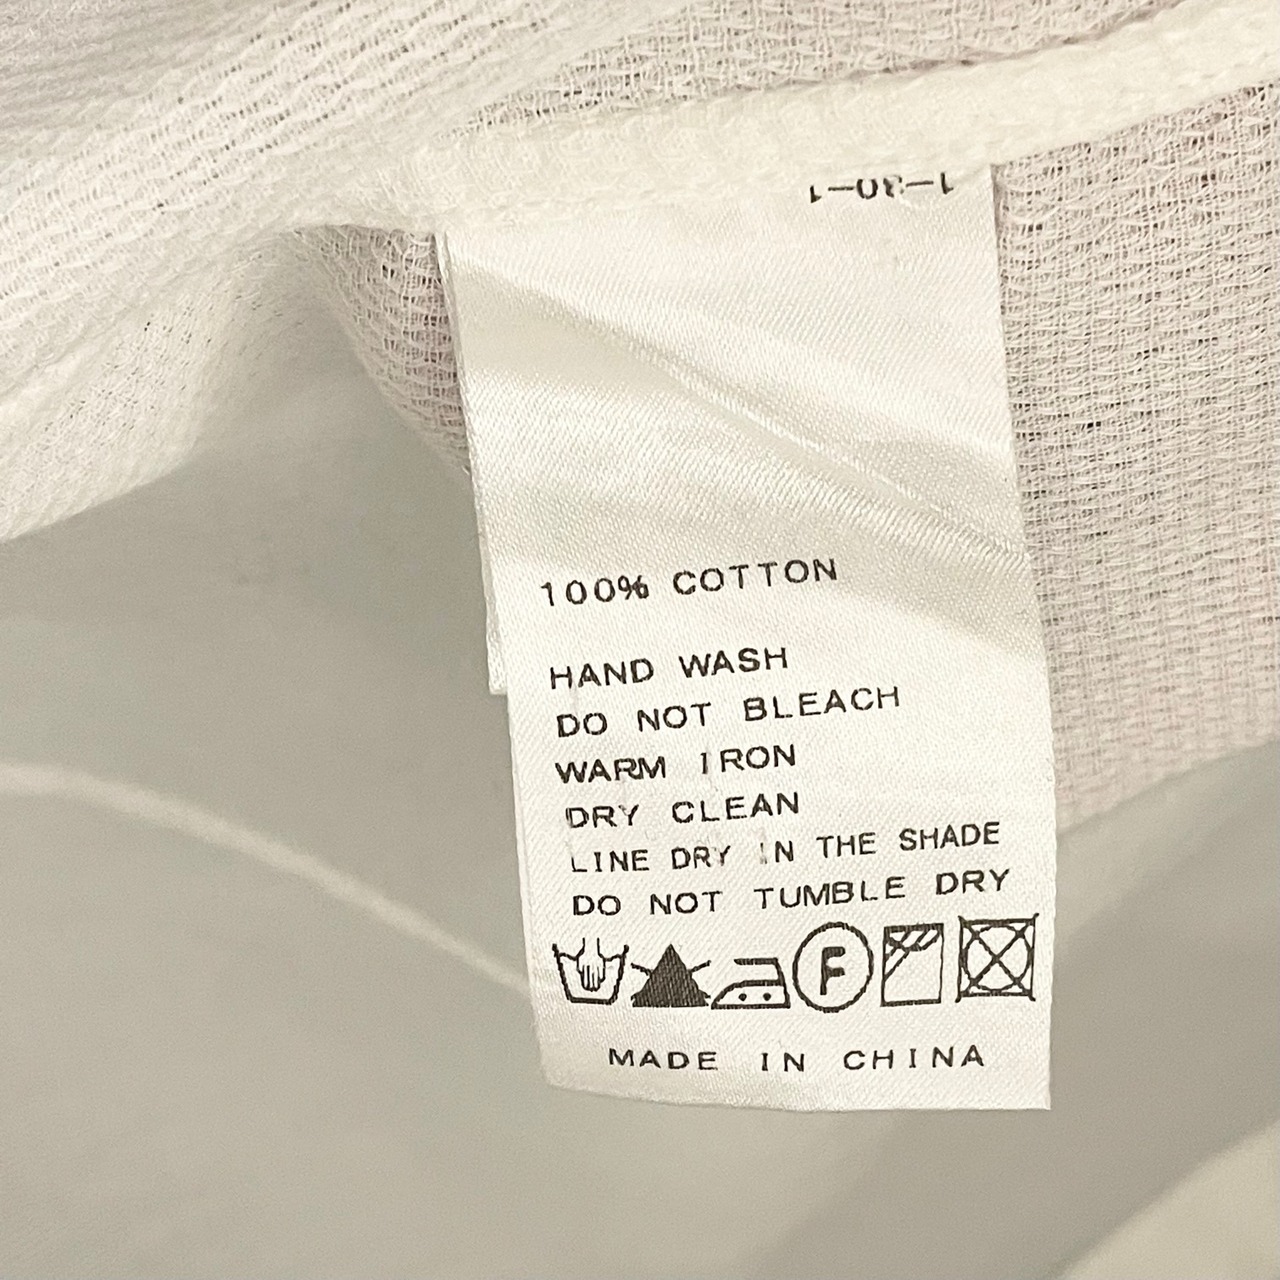 1-30-1
100% COTTON
HAND WASH
DO NOT BLEACH
WARM IRON
DRY CLEAN
LINE DRY IN THE SHADE
DO NOT TUMBLE DRY
F
MADE IN CHINA